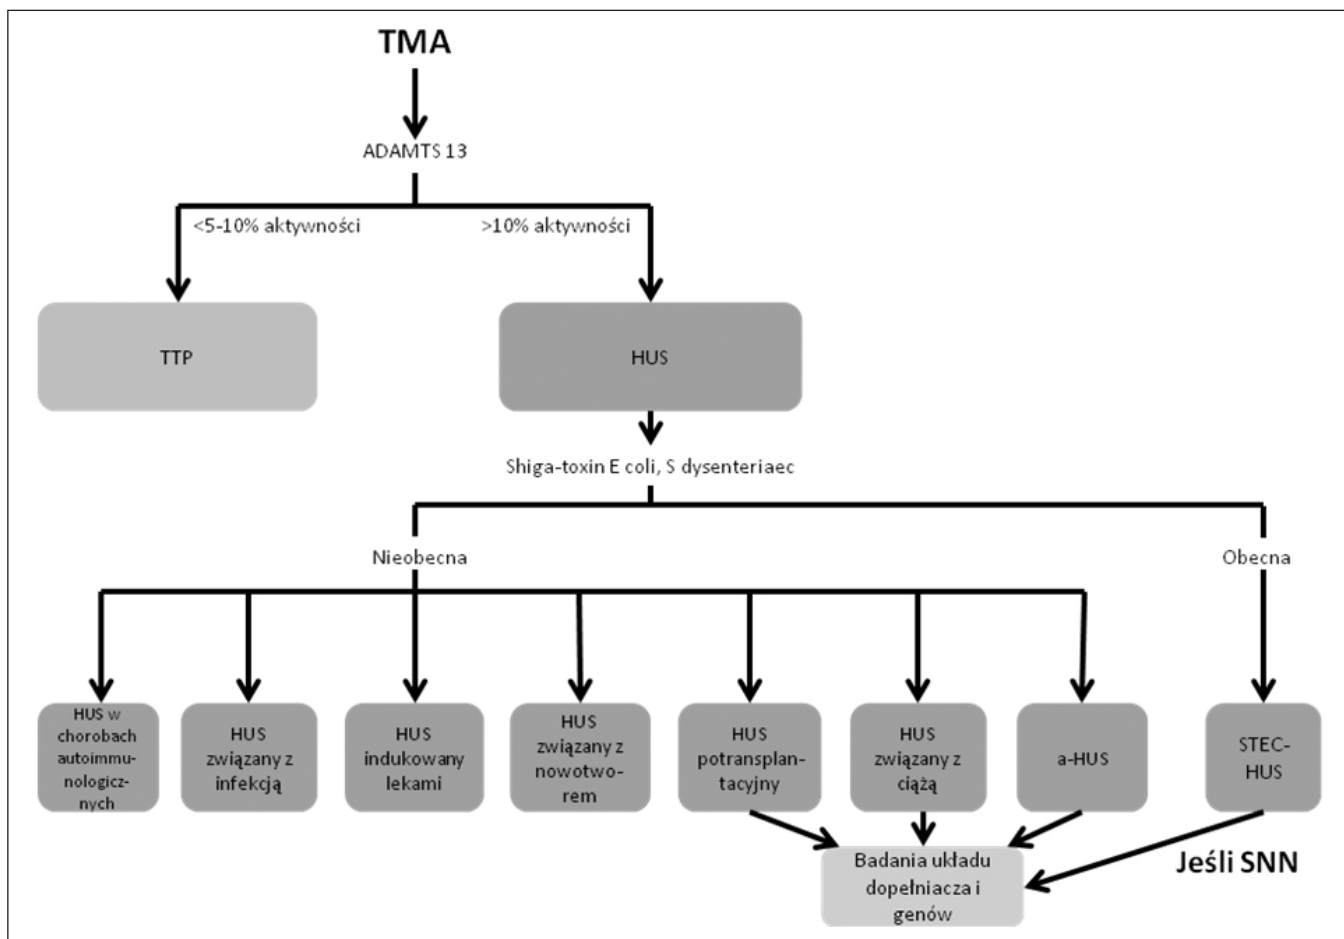 TMA
ADAMTS 13
<5-10% aktywności
>10% aktywności
TTP
HUS
Shiga-toxin E coli, S dysenteriaec
Nieobecna
Obecna
HUS w
chorobach
autoimmu-
nologicz-
nych
HUS
związany z
infekcją
HUS
indukowany
lekami
HUS
związany z
nowotwo-
rem
HUS
potransplan-
tacyjny
HUS
związany z
ciążą
a-HUS
STEC-
HUS
Badania układu
dopełniacza i
genów
Jeśli SNN